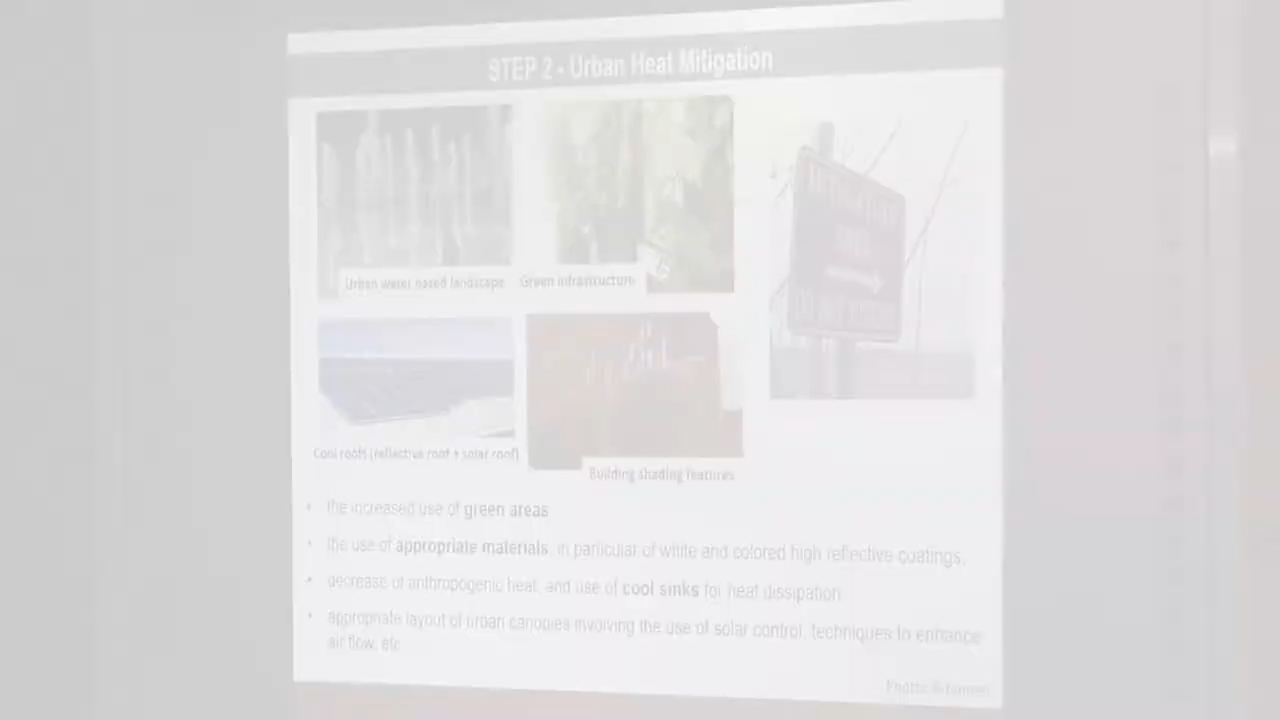 STEP 2 - Urban Heat Mitigation
Urban water based landscape
Green infrastructure
Cool roofs (reflective roof + solar roof)
Building shading features
• the increased use of green areas
• the use of appropriate materials, in particular of white and colored high reflective coatings,
• decrease of anthropogenic heat, and use of cool sinks for heat dissipation
• appropriate layout of urban canopies involving the use of solar control, techniques to enhance
air flow, etc